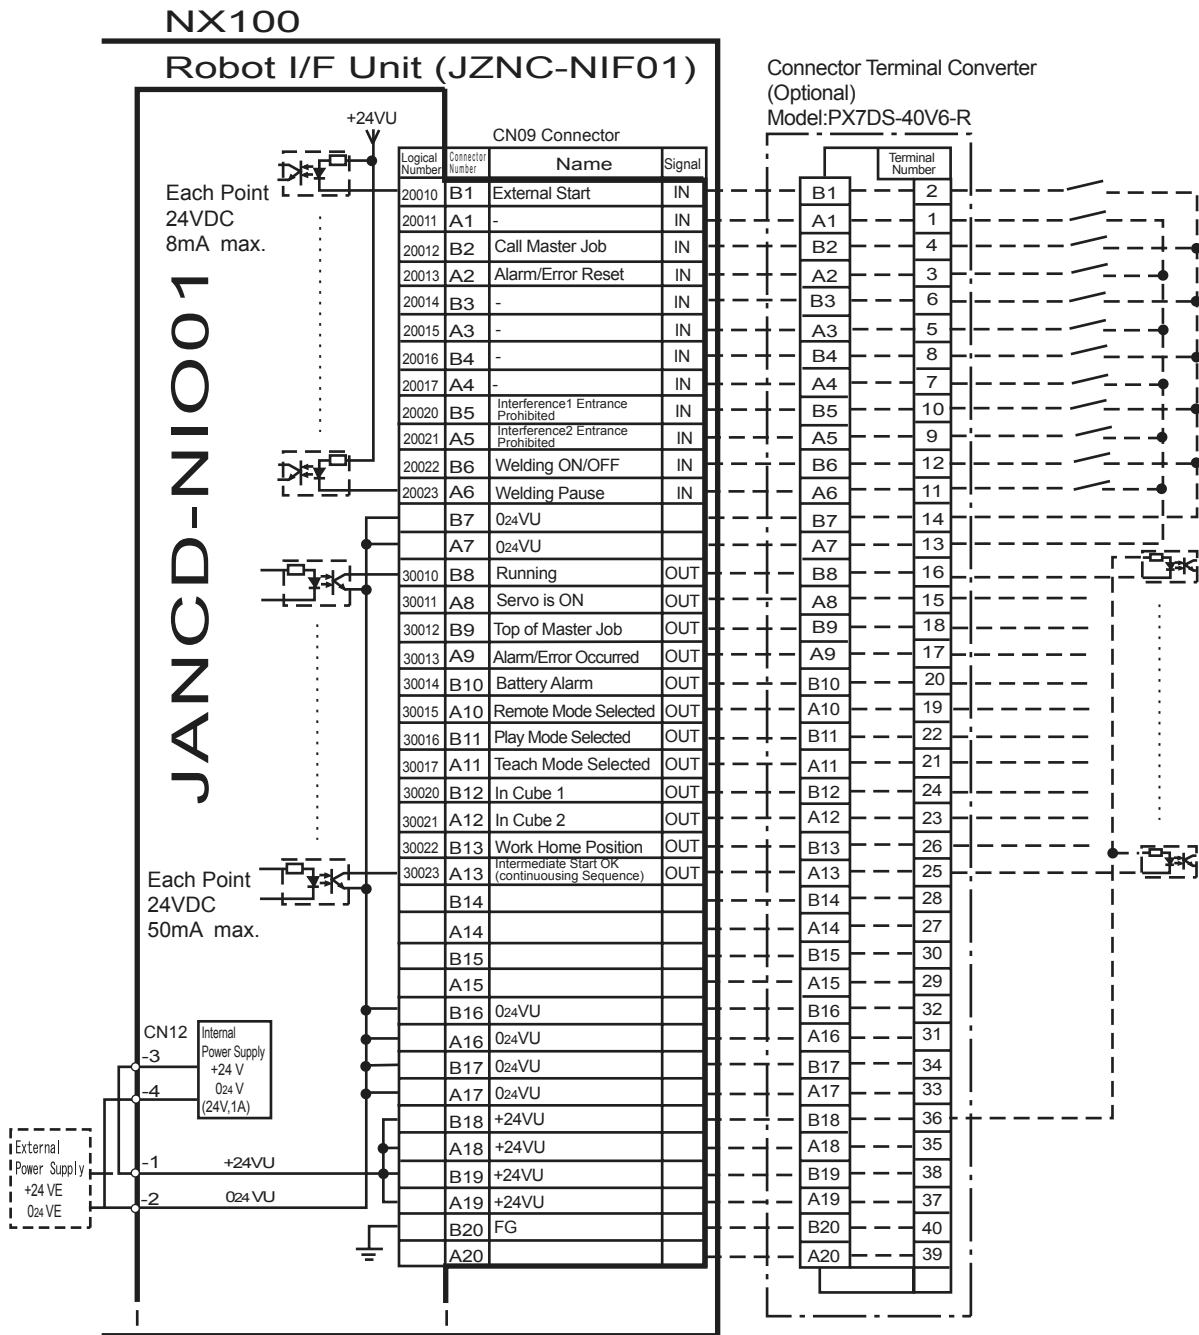 NX100
Robot I/F Unit (JZNC-NIF01)
Connector Terminal Converter
(Optional)
Model:PX7DS-40V6-R
+24VU
CN09 Connector
Logical Number Connector Number Name Signal Terminal Number
Each Point
24VDC
8mA max.
JANCD-NIO01
20010 B1 External Start IN B1 2
20011 A1 - IN A1 1
20012 B2 Call Master Job IN B2 4
20013 A2 Alarm/Error Reset IN A2 3
20014 B3 - IN B3 6
20015 A3 - IN A3 5
20016 B4 - IN B4 8
20017 A4 - IN A4 7
20020 B5 Interference1 Entrance Prohibited IN B5 10
20021 A5 Interference2 Entrance Prohibited IN A5 9
20022 B6 Welding ON/OFF IN B6 12
20023 A6 Welding Pause IN A6 11
B7 024VU B7 14
A7 024VU A7 13
30010 B8 Running OUT B8 16
30011 A8 Servo is ON OUT A8 15
30012 B9 Top of Master Job OUT B9 18
30013 A9 Alarm/Error Occurred OUT A9 17
30014 B10 Battery Alarm OUT B10 20
30015 A10 Remote Mode Selected OUT A10 19
30016 B11 Play Mode Selected OUT B11 22
30017 A11 Teach Mode Selected OUT A11 21
30020 B12 In Cube 1 OUT B12 24
30021 A12 In Cube 2 OUT A12 23
30022 B13 Work Home Position OUT B13 26
30023 A13 Intermediate Start OK (continuousing Sequence) OUT A13 25
Each Point
24VDC
50mA max.
B14 B14 28
A14 A14 27
B15 B15 30
A15 A15 29
B16 024VU B16 32
A16 024VU A16 31
B17 024VU B17 34
A17 024VU A17 33
B18 +24VU B18 36
A18 +24VU A18 35
B19 +24VU B19 38
A19 +24VU A19 37
B20 FG B20 40
A20 A20 39
CN12
-3
-4
-1 +24VU
-2 024VU
Internal
Power Supply
+24 V
024 V
(24V,1A)
External
Power Supply
+24 VE
024 VE